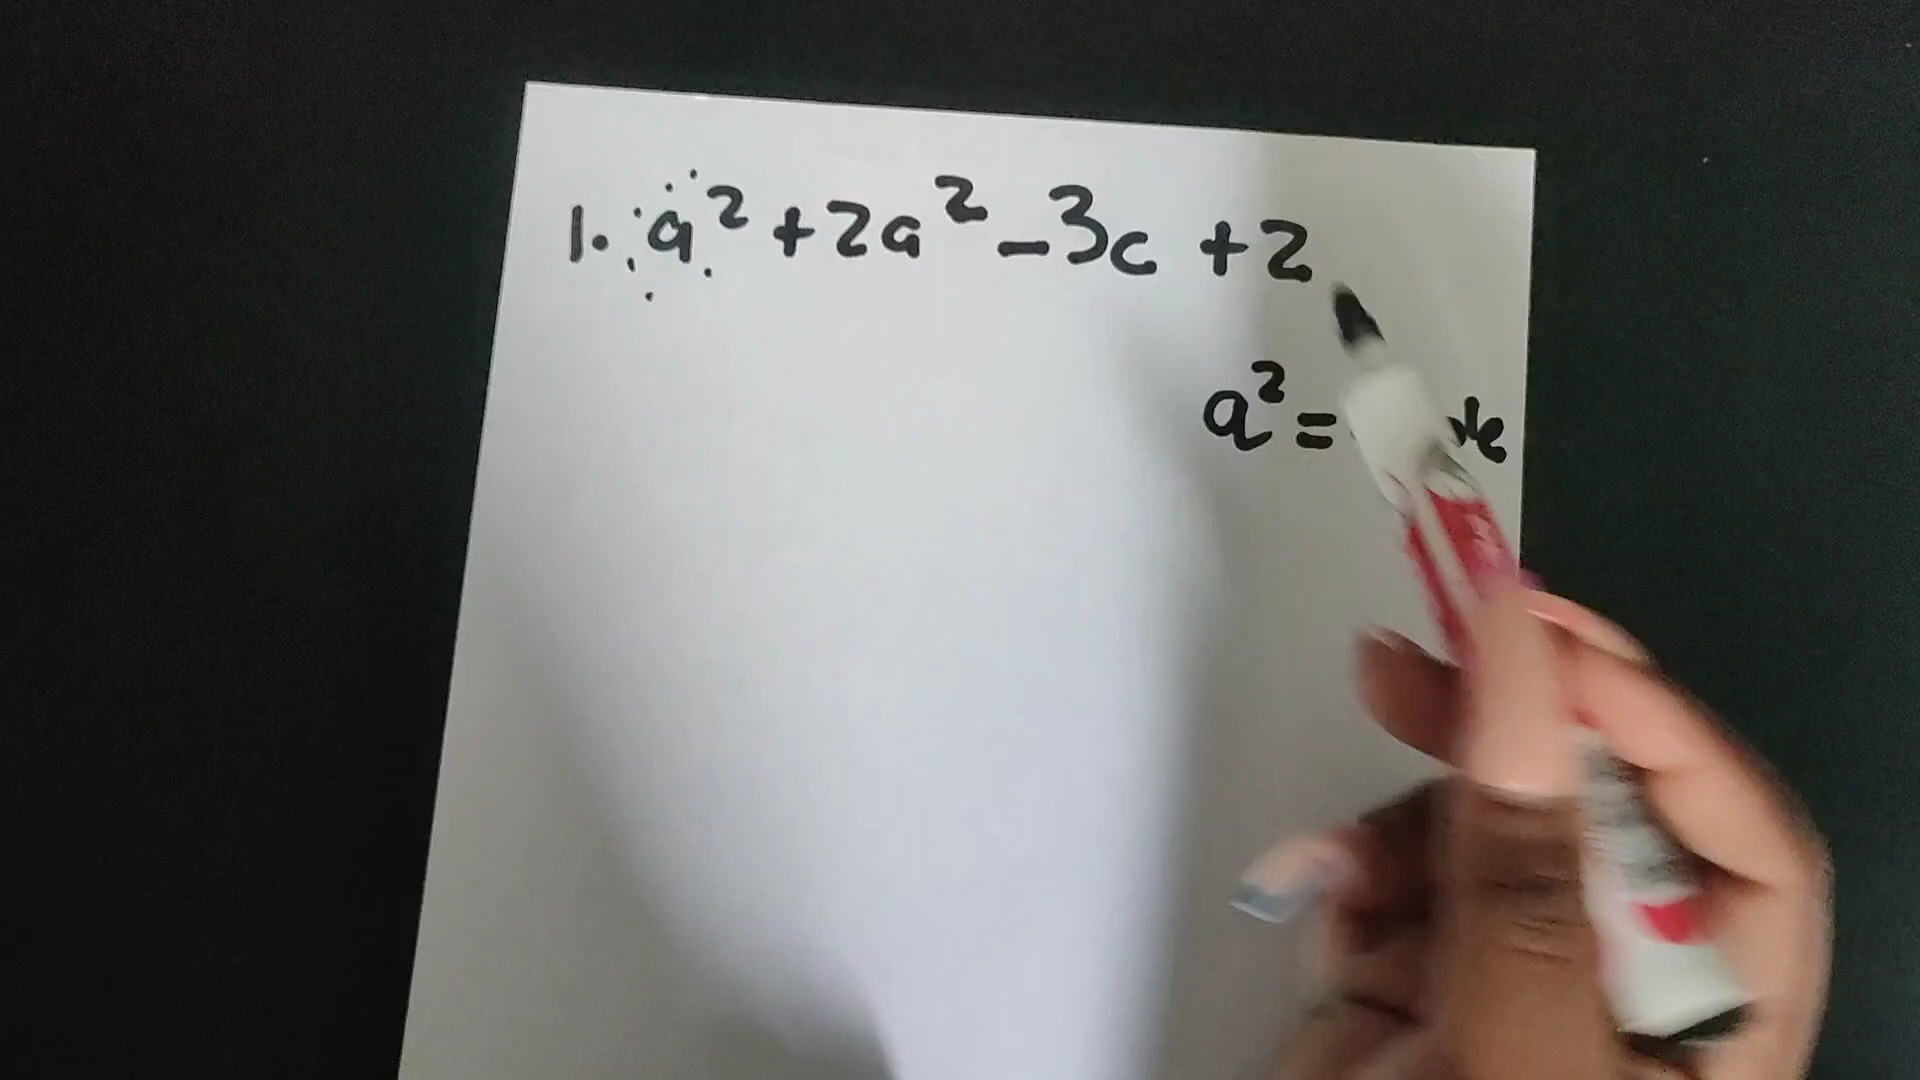 1. a² + 2a² - 3c + 2
a² =